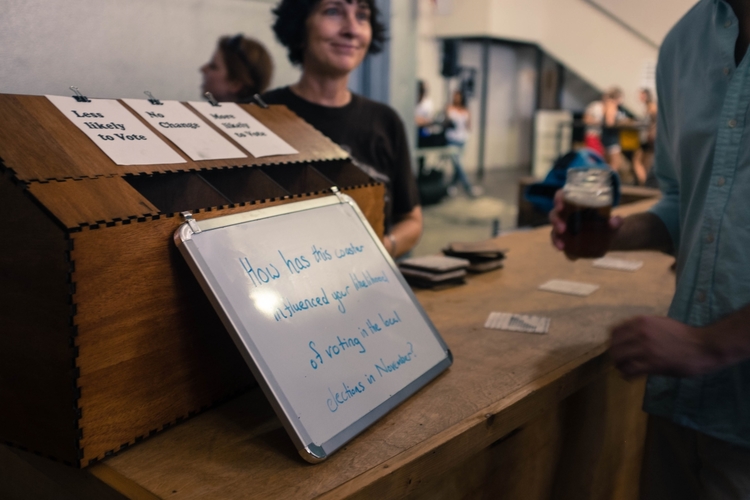 Less
likely
to Vote
No
Change
More
likely
to Vote
How has this counter
influenced your likelihood
of voting in the local
elections in November?